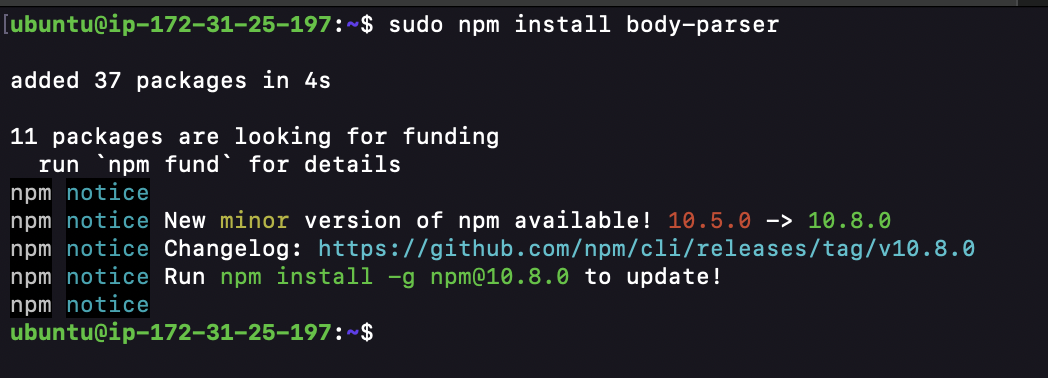 ubuntu@ip-172-31-25-197:~$ sudo npm install body-parser
added 37 packages in 4s
11 packages are looking for funding
  run `npm fund` for details
npm notice
npm notice New minor version of npm available! 10.5.0 -> 10.8.0
npm notice Changelog: https://github.com/npm/cli/releases/tag/v10.8.0
npm notice Run npm install -g npm@10.8.0 to update!
npm notice
ubuntu@ip-172-31-25-197:~$